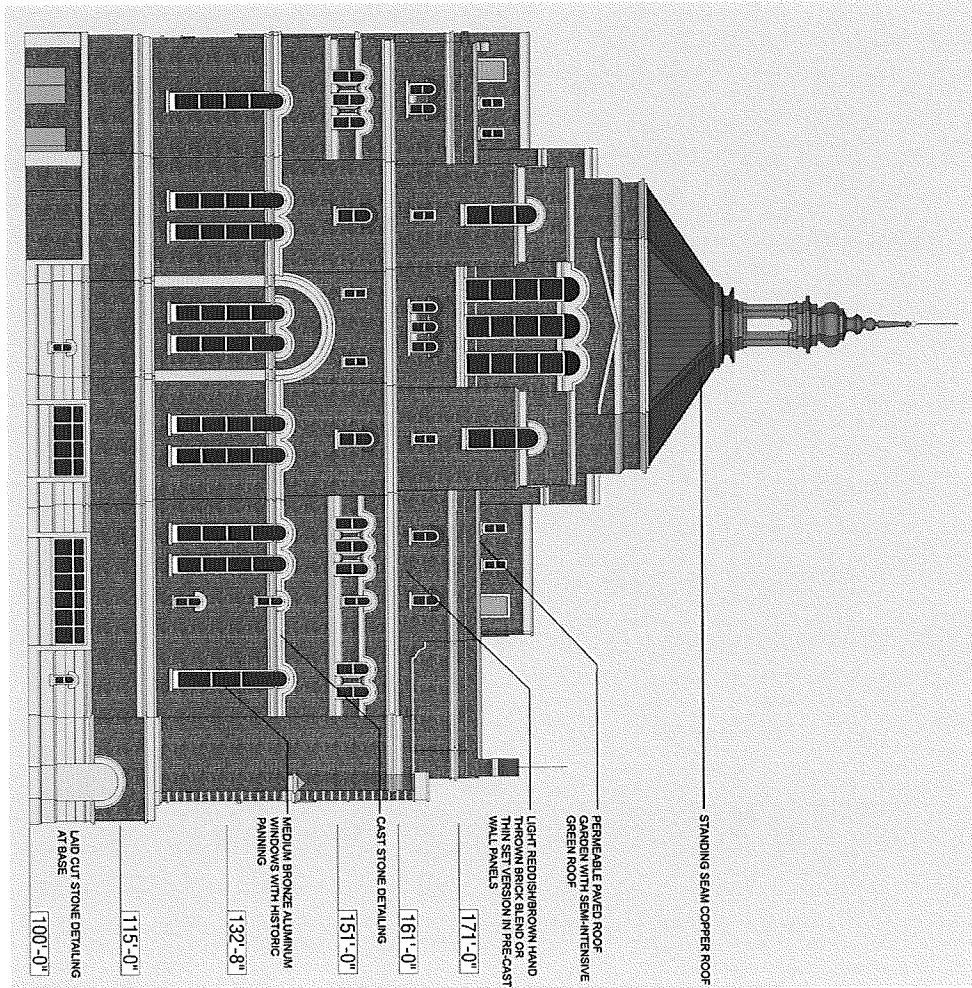 STANDING SEAM COPPER ROOF
PERMEABLE PAVED ROOF
GARDEN WITH SEMI-INTENSIVE
GREEN ROOF
LIGHT REDDISH/BROWN HAND
THROWN BRICK BLEND OR
THIN SET VERSION IN PRE-CAST
WALL PANELS
171'-0"
161'-0"
CAST STONE DETAILING
151'-0"
MEDIUM BRONZE ALUMINUM
WINDOWS WITH HISTORIC
PANNING
132'-8"
115'-0"
LAID CUT STONE DETAILING
AT BASE
100'-0"